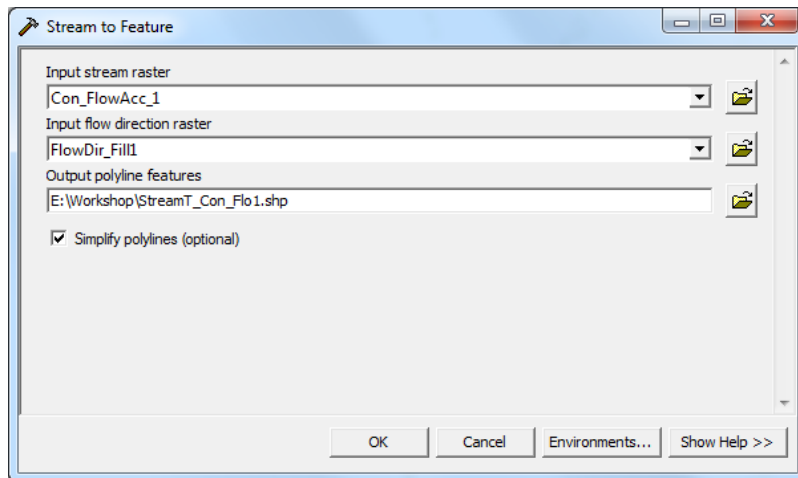 Stream to Feature
Input stream raster
Con_FlowAcc_1
Input flow direction raster
FlowDir_Fill1
Output polyline features
E:\Workshop\StreamT_Con_Flo1.shp
Simplify polylines (optional)
OK Cancel Environments... Show Help >>